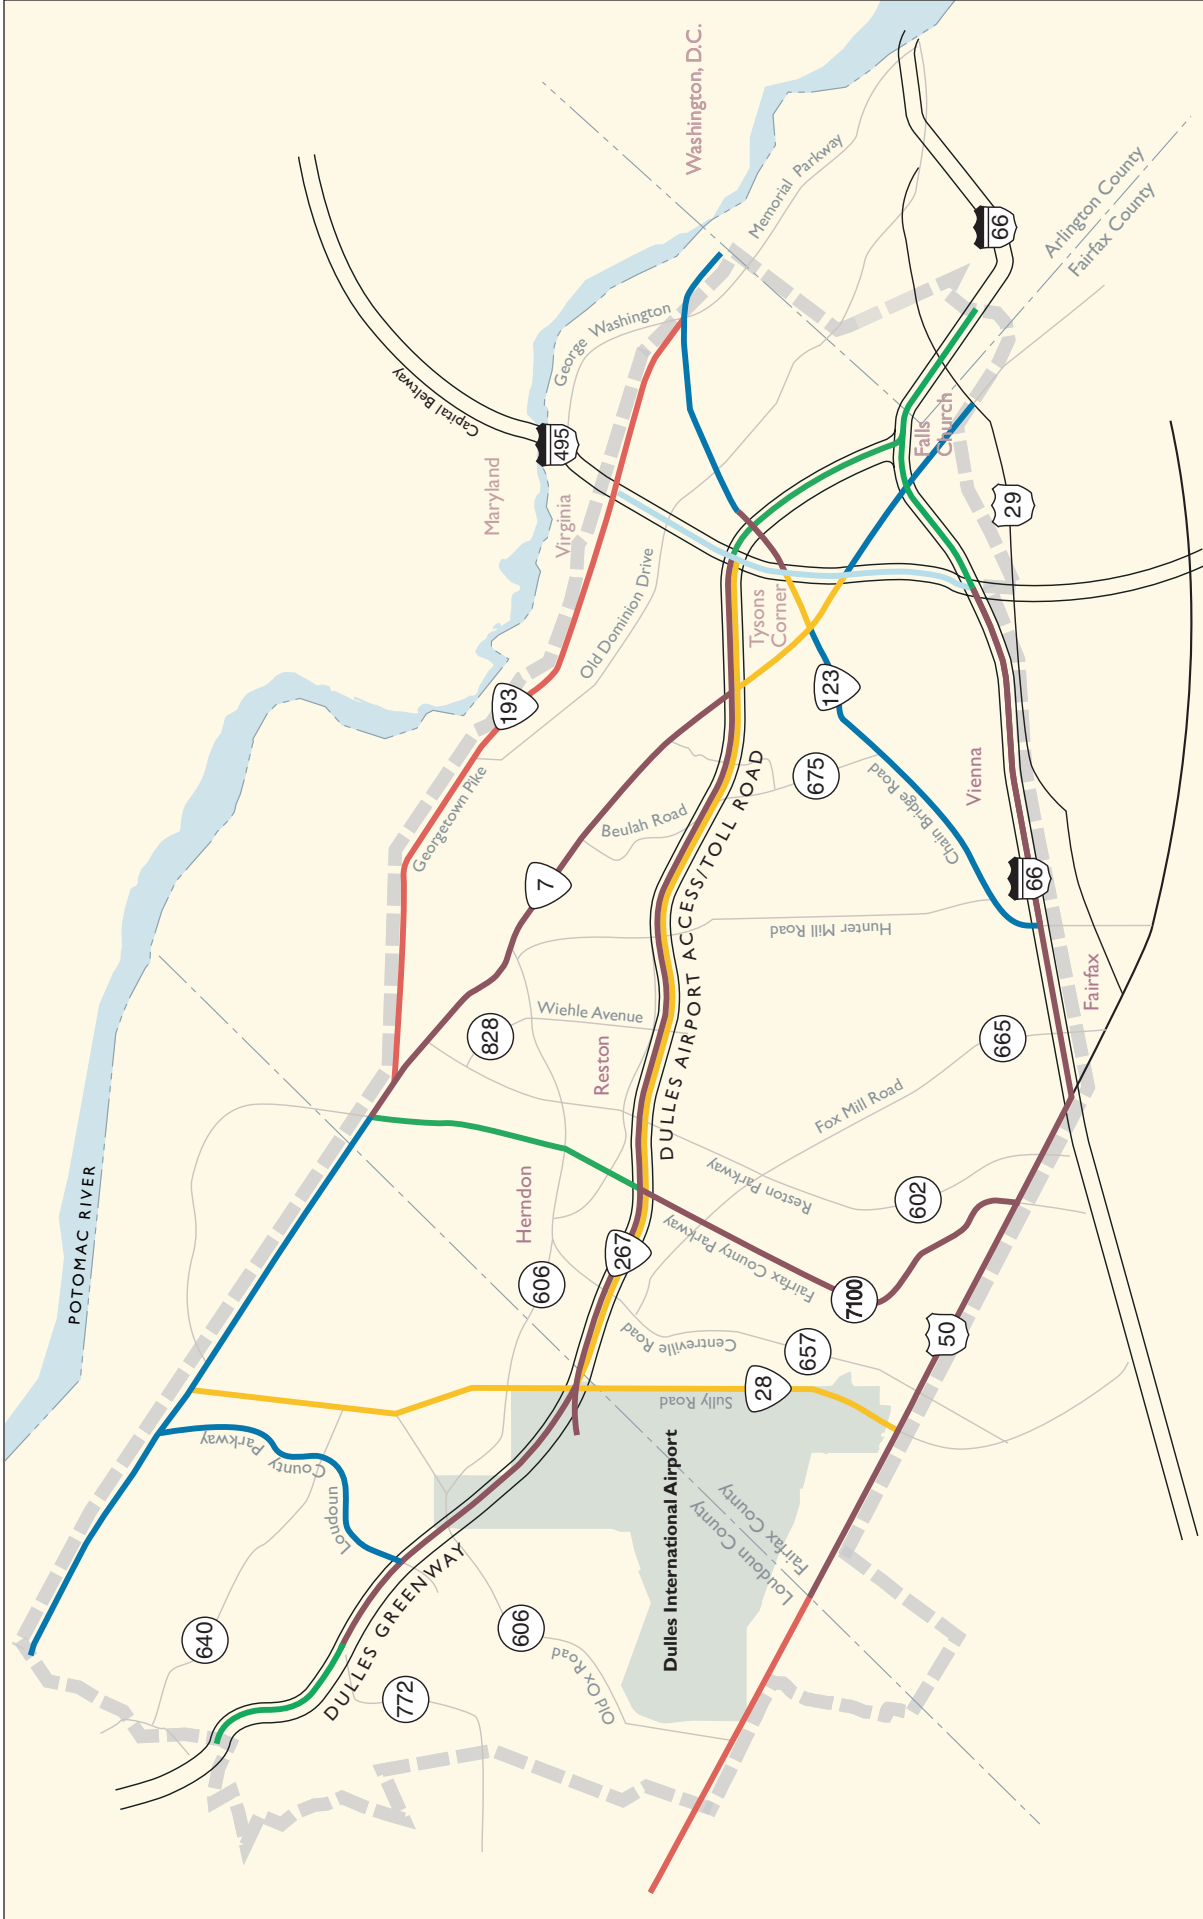 Washington, D.C.
Memorial Parkway
Arlington County
Fairfax County
66
George Washington
Capital Beltway
495
Maryland
Virginia
Falls
Church
29
Old Dominion Drive
Tysons
Corner
193
123
675
Vienna
Georgetown Pike
Beulah Road
Chain Bridge Road
7
66
Hunter Mill Road
DULLES AIRPORT ACCESS/TOLL ROAD
Fairfax
828
Wiehle Avenue
Reston
665
Fox Mill Road
POTOMAC RIVER
Herndon
Reston Parkway
602
267
Fairfax County Parkway
606
7100
Centreville Road
657
50
28
Sully Road
Loudoun
County
Parkway
Dulles International Airport
Fairfax County
Loudoun County
DULLES GREENWAY
640
606
Old Ox Road
772